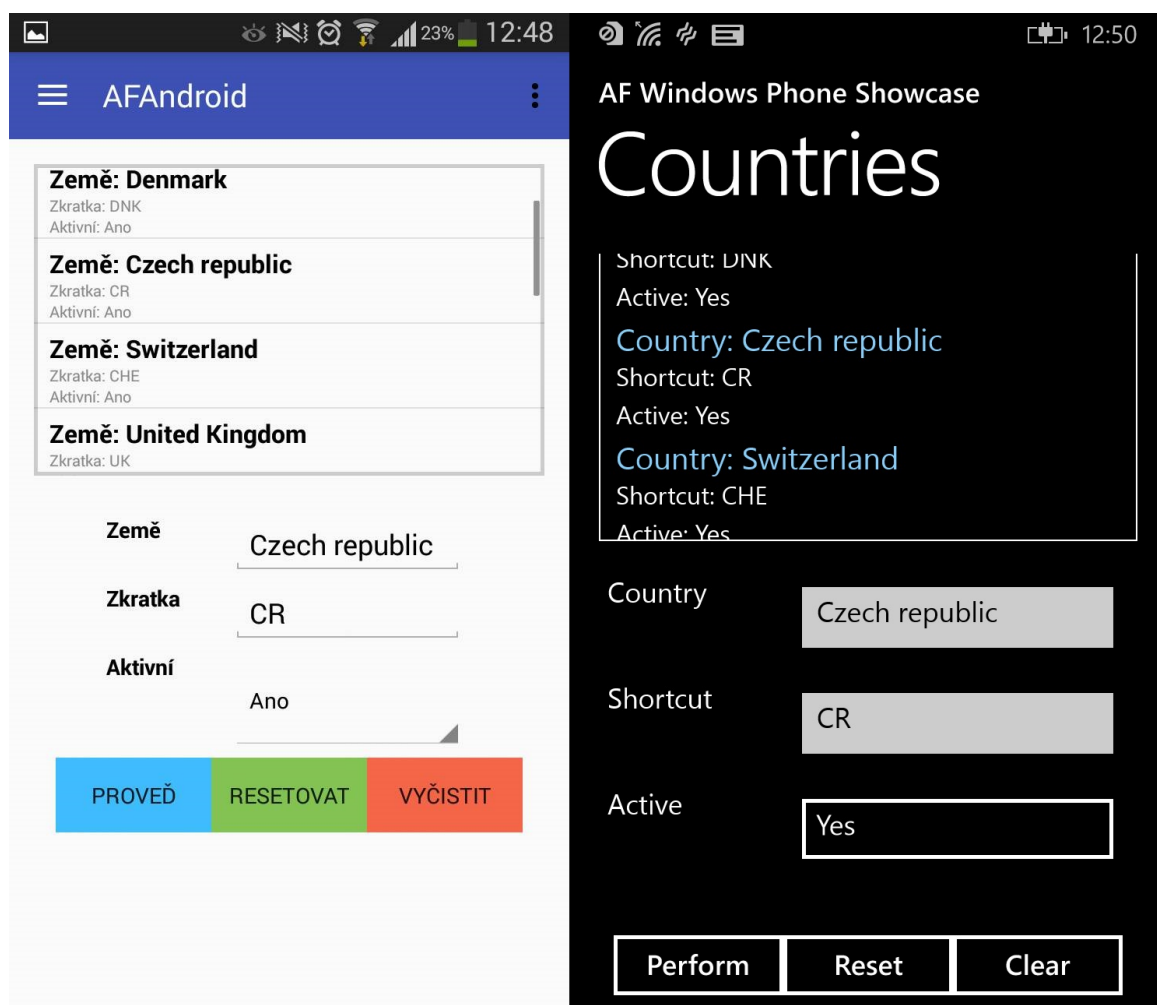 23% 12:48
AFAndroid
Země: Denmark
Zkratka: DNK
Aktivní: Ano
Země: Czech republic
Zkratka: CR
Aktivní: Ano
Země: Switzerland
Zkratka: CHE
Aktivní: Ano
Země: United Kingdom
Zkratka: UK
Země
Czech republic
Zkratka
CR
Aktivní
Ano
PROVEĎ RESETOVAT VYČISTIT
12:50
AF Windows Phone Showcase
Countries
Shortcut: DNK
Active: Yes
Country: Czech republic
Shortcut: CR
Active: Yes
Country: Switzerland
Shortcut: CHE
Active: Yes
Country
Czech republic
Shortcut
CR
Active
Yes
Perform Reset Clear